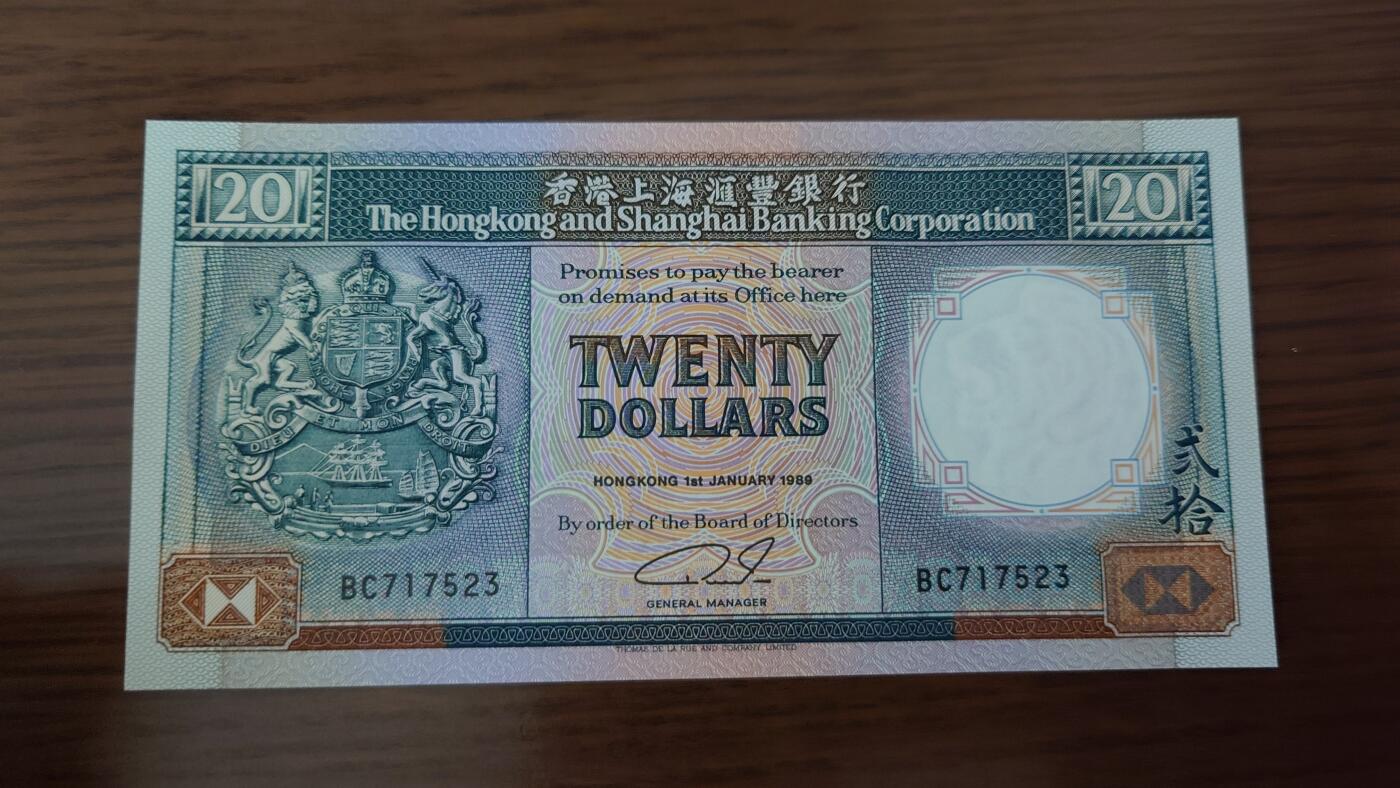 20
香港上海滙豐銀行
20
The Hongkong and Shanghai Banking Corporation
Promises to pay the bearer
on demand at its Office here
TWENTY
DOLLARS
DIEU ET MON DROIT
HONGKONG 1st JANUARY 1989
By order of the Board of Directors
GENERAL MANAGER
BC717523
BC717523
弍拾
THOMAS DE LA RUE AND COMPANY LIMITED